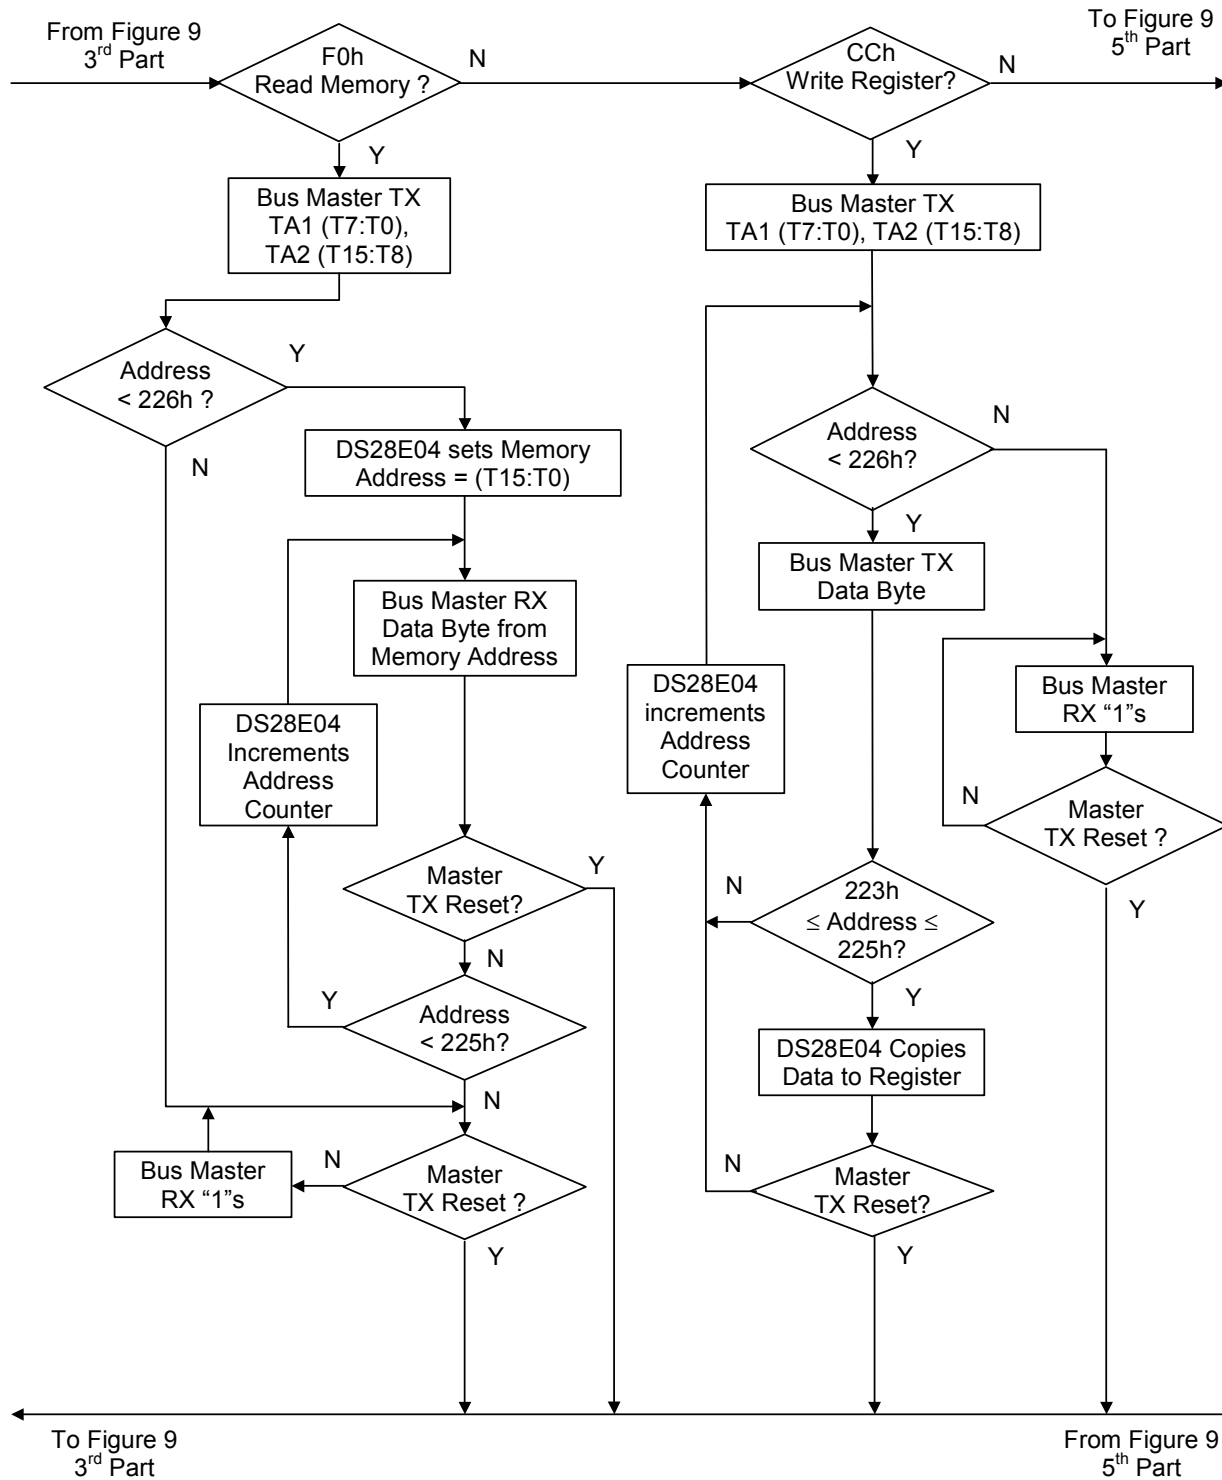 From Figure 9
3rd Part
F0h
Read Memory ?
N
CCh
Write Register?
N
To Figure 9
5th Part
Y
Bus Master TX
TA1 (T7:T0),
TA2 (T15:T8)
Y
Bus Master TX
TA1 (T7:T0), TA2 (T15:T8)
Address
< 226h ?
Y
N
DS28E04 sets Memory
Address = (T15:T0)
Address
< 226h?
N
Y
Bus Master TX
Data Byte
Bus Master RX
Data Byte from
Memory Address
DS28E04
Increments
Address
Counter
DS28E04
increments
Address
Counter
Bus Master
RX “1”s
N
Master
TX Reset ?
Y
Master
TX Reset?
Y
N
N
223h
≤ Address ≤
225h?
Y
Y
Address
< 225h?
N
DS28E04 Copies
Data to Register
Bus Master
RX “1”s
N
Master
TX Reset ?
Y
N
Master
TX Reset?
Y
To Figure 9
3rd Part
From Figure 9
5th Part